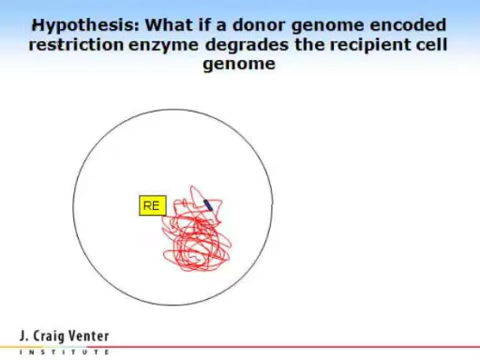 Hypothesis: What if a donor genome encoded
restriction enzyme degrades the recipient cell
genome
RE
J. Craig Venter
INSTITUTE